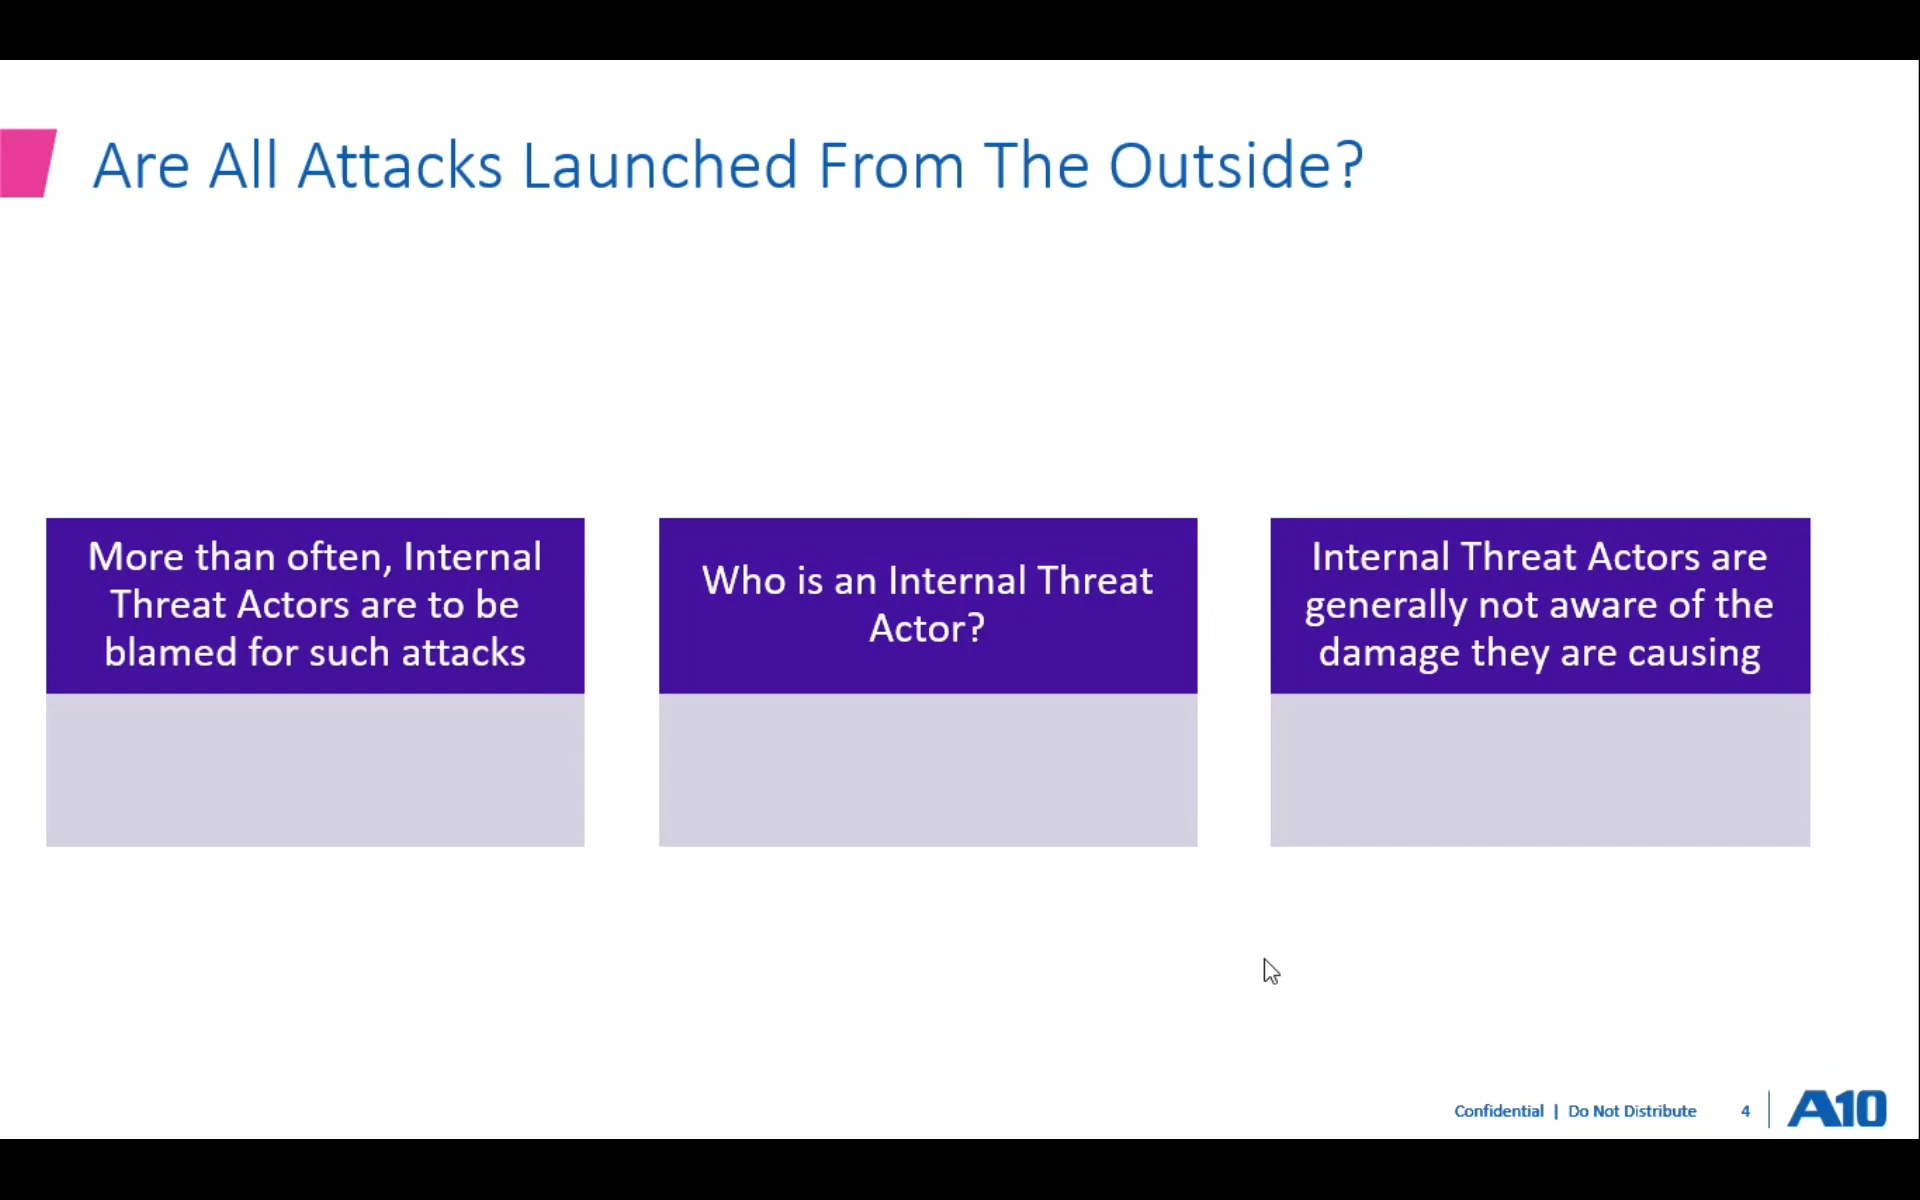 Are All Attacks Launched From The Outside?
More than often, Internal
Threat Actors are to be
blamed for such attacks
Who is an Internal Threat
Actor?
Internal Threat Actors are
generally not aware of the
damage they are causing
Confidential | Do Not Distribute 4 A10